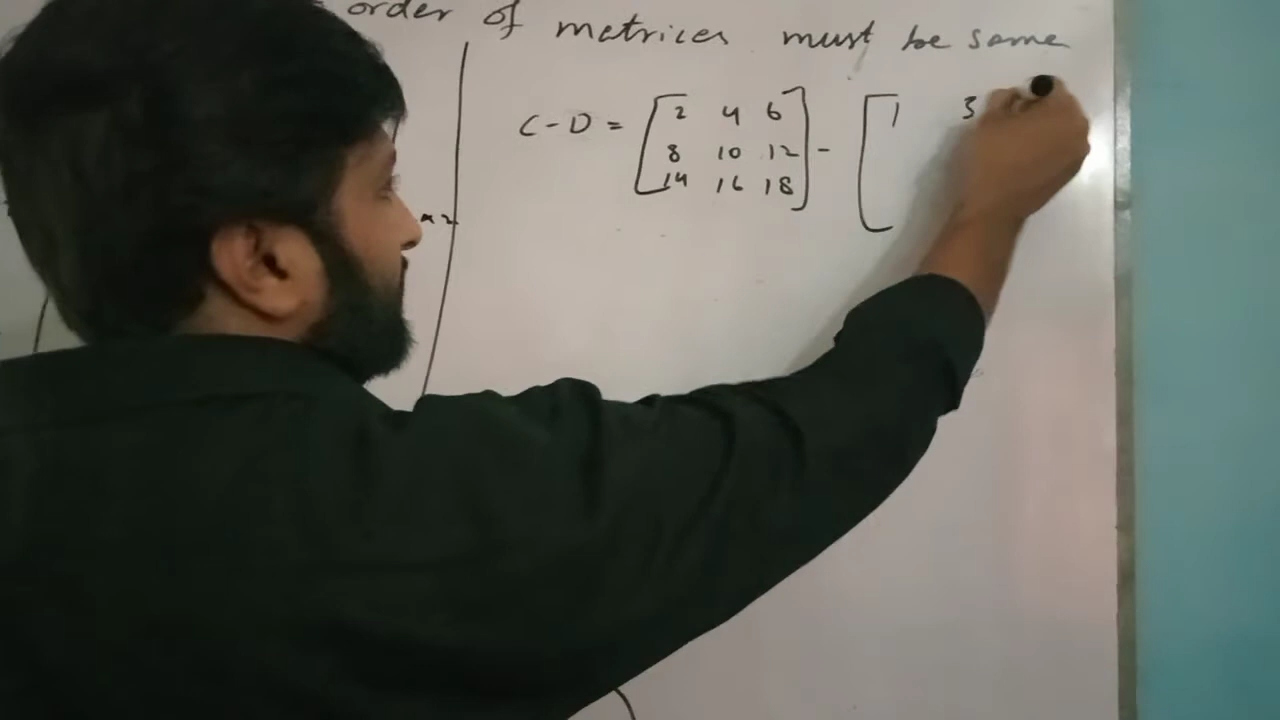 order of matrices must be same
C-D = [2 4 6] - [1 3
8 10 12
14 16 18